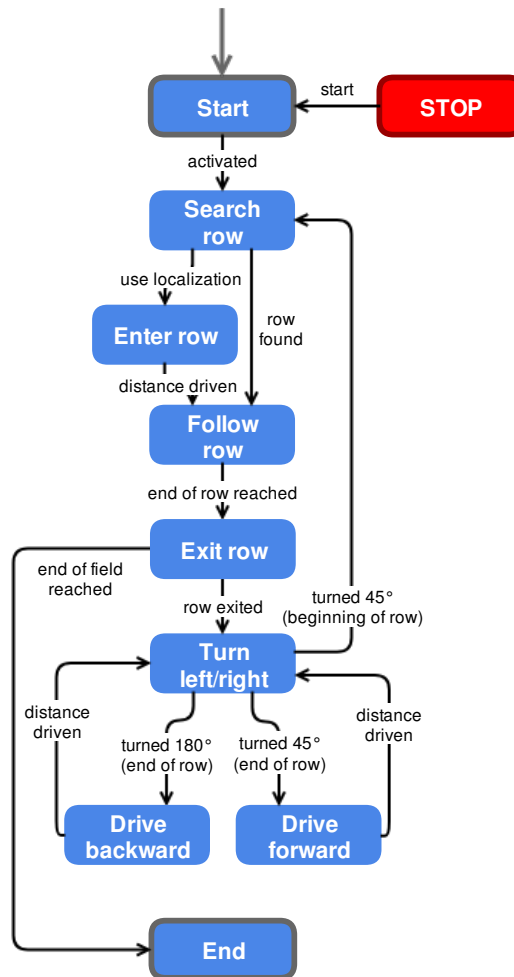 start
Start
STOP
activated
Search
row
use localization
row
found
Enter row
distance driven
Follow
row
end of row reached
Exit row
end of field
reached
turned 45°
(beginning of row)
row exited
Turn
left/right
distance
driven
distance
driven
turned 180°
(end of row)
turned 45°
(end of row)
Drive
backward
Drive
forward
End